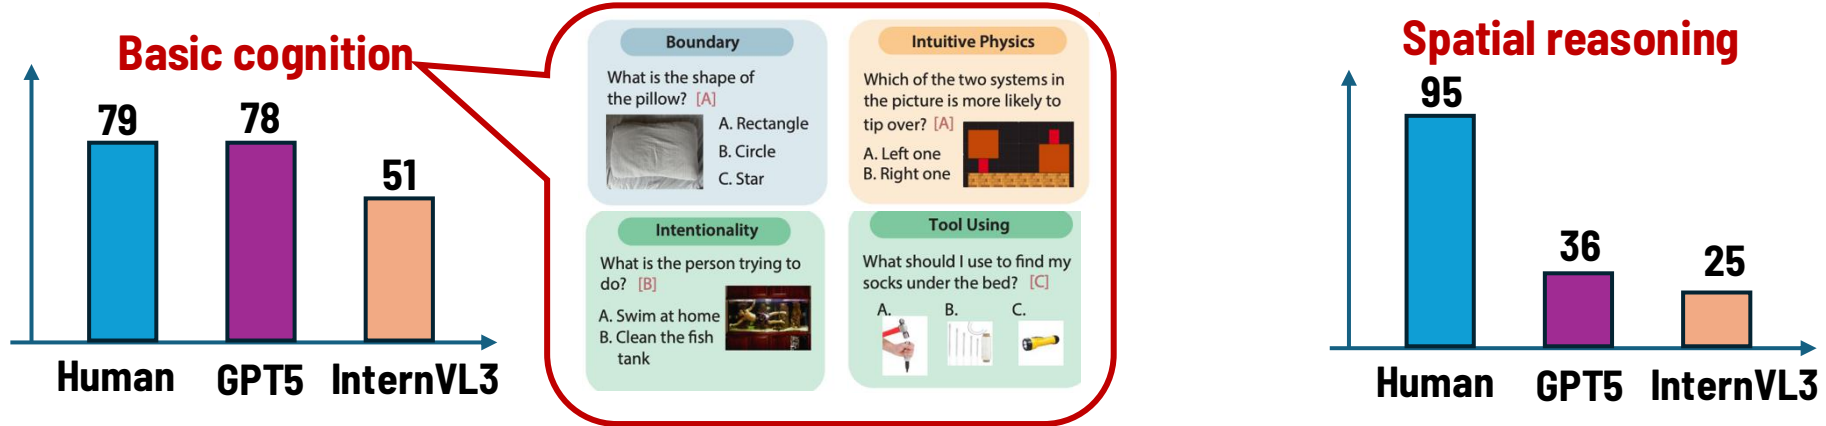 Basic cognition
79
78
51
Human
GPT5
InternVL3
Boundary
What is the shape of
the pillow? [A]
A. Rectangle
B. Circle
C. Star
Intuitive Physics
Which of the two systems in
the picture is more likely to
tip over? [A]
A. Left one
B. Right one
Intentionality
What is the person trying to
do? [B]
A. Swim at home
B. Clean the fish
tank
Tool Using
What should I use to find my
socks under the bed? [C]
A.
B.
C.
Spatial reasoning
95
36
25
Human
GPT5
InternVL3